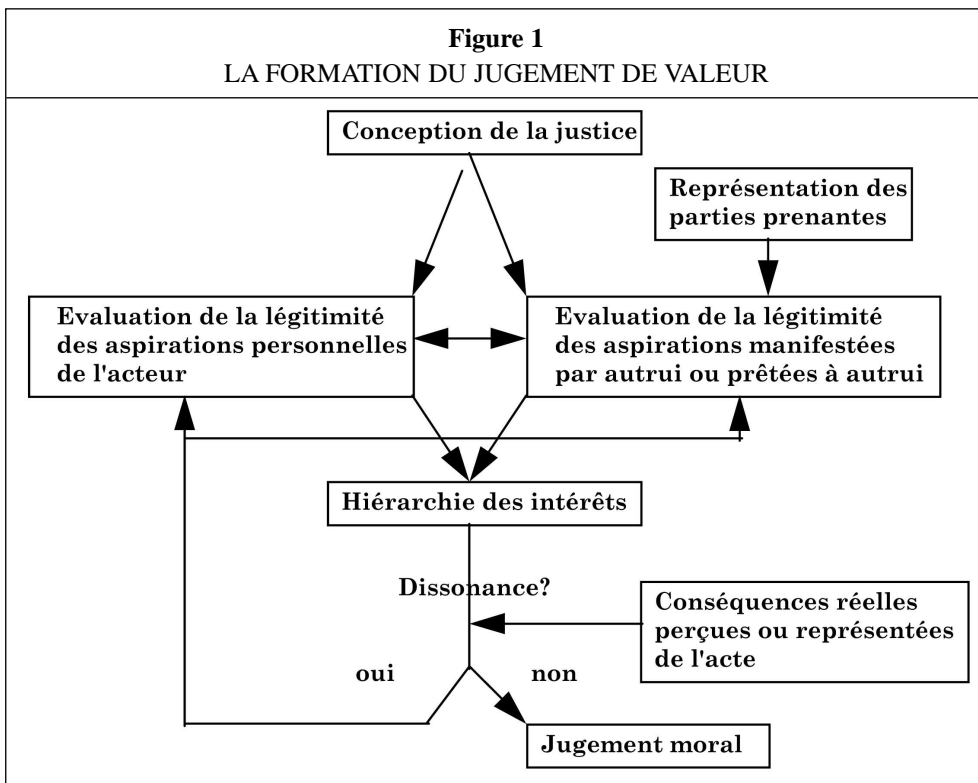 Figure 1
LA FORMATION DU JUGEMENT DE VALEUR
Conception de la justice
Représentation des
parties prenantes
Evaluation de la légitimité
des aspirations personnelles
de l'acteur
Evaluation de la légitimité
des aspirations manifestées
par autrui ou prêtées à autrui
Hiérarchie des intérêts
Dissonance?
Conséquences réelles
perçues ou représentées
de l'acte
oui
non
Jugement moral